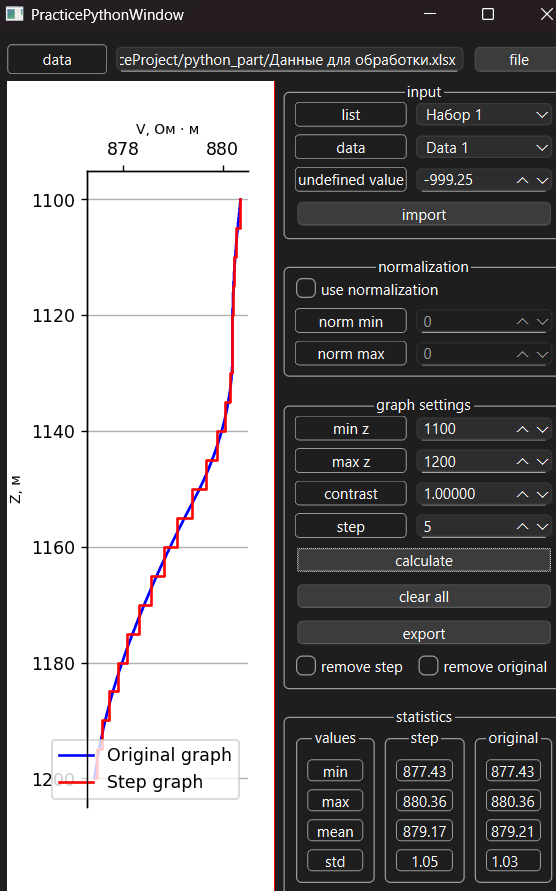 PracticePythonWindow
data
ceProject/python_part/Данные для обработки.xlsx
file
V, Ом · м
878 880
1100
1120
1140
1160
1180
1200
Z, м
Original graph
Step graph
input
list Набор 1
data Data 1
undefined value -999.25
import
normalization
use normalization
norm min 0
norm max 0
graph settings
min z 1100
max z 1200
contrast 1.00000
step 5
calculate
clear all
export
remove step remove original
statistics
values step original
min 877.43 877.43
max 880.36 880.36
mean 879.17 879.21
std 1.05 1.03